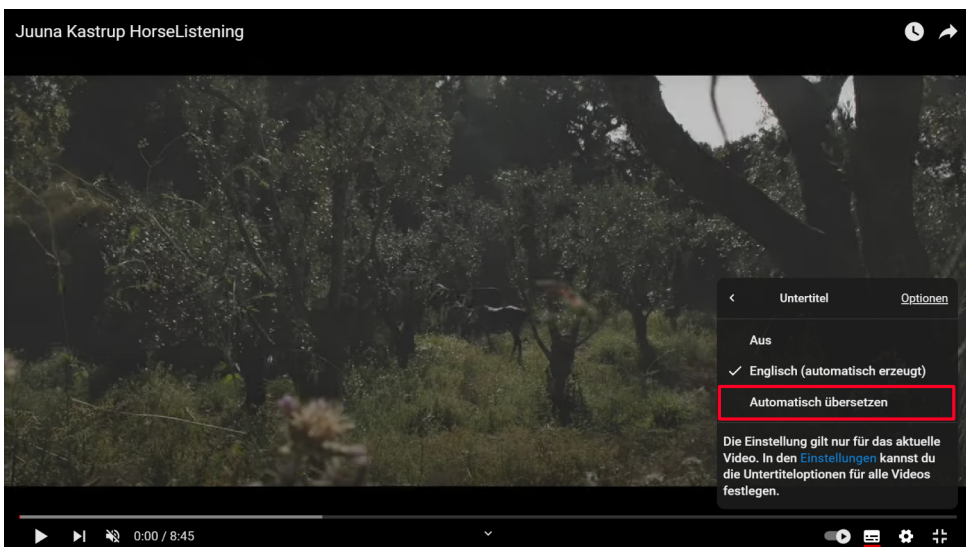 Juuna Kastrup HorseListening
Untertitel
Optionen
Aus
Englisch (automatisch erzeugt)
Automatisch übersetzen
Die Einstellung gilt nur für das aktuelle
Video. In den Einstellungen kannst du
die Untertiteloptionen für alle Videos
festlegen.
0:00 / 8:45